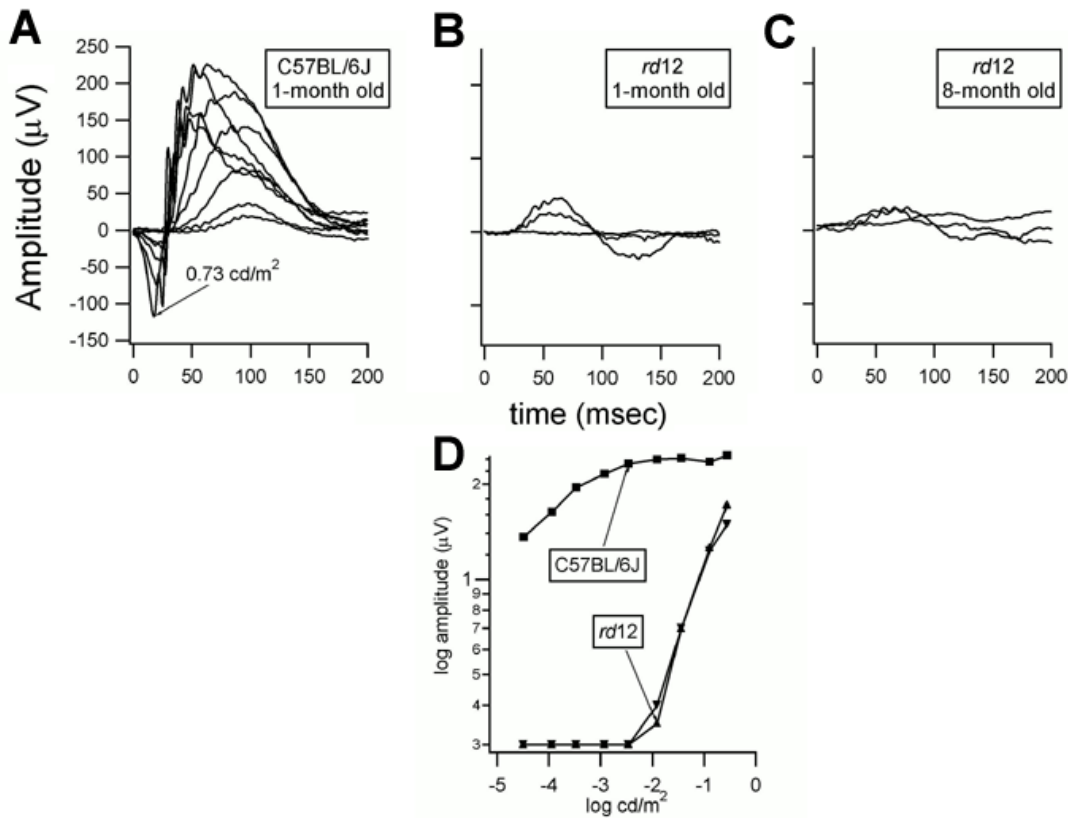 A
B
C
250
200
150
100
50
0
-50
-100
-150
Amplitude (μV)
C57BL/6J
1-month old
0.73 cd/m²
0 50 100 150 200
rd12
1-month old
0 50 100 150 200
rd12
8-month old
0 50 100 150 200
time (msec)
D
log amplitude (μV)
2
1
9
8
7
6
5
4
3
C57BL/6J
rd12
-5 -4 -3 -2 -1 0
log cd/m²